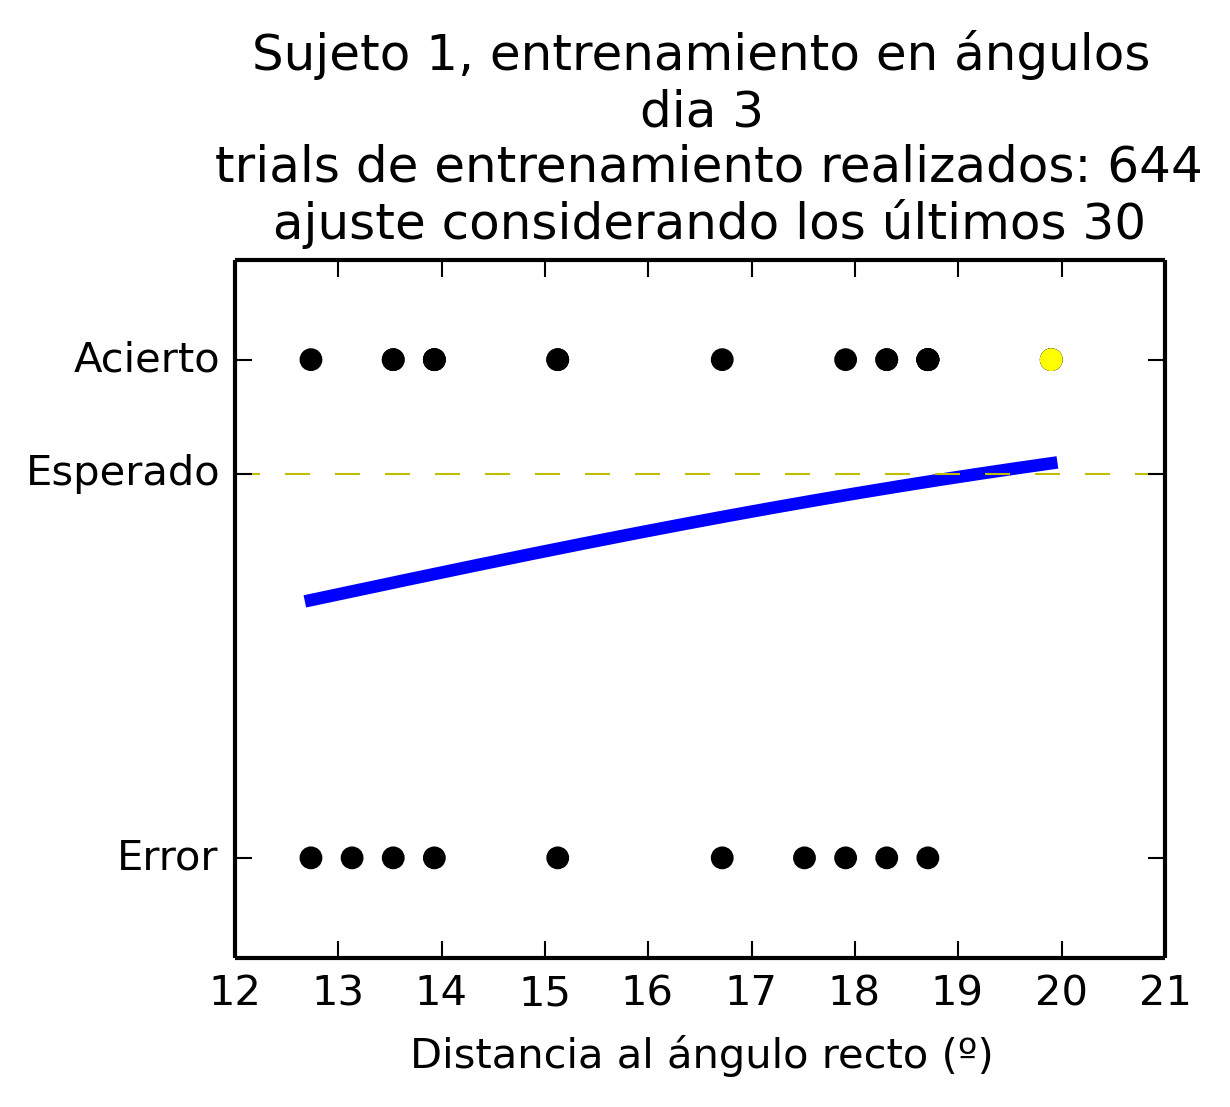 Sujeto 1, entrenamiento en ángulos
dia 3
trials de entrenamiento realizados: 644
ajuste considerando los últimos 30
Acierto
Esperado
Error
12 13 14 15 16 17 18 19 20 21
Distancia al ángulo recto (º)